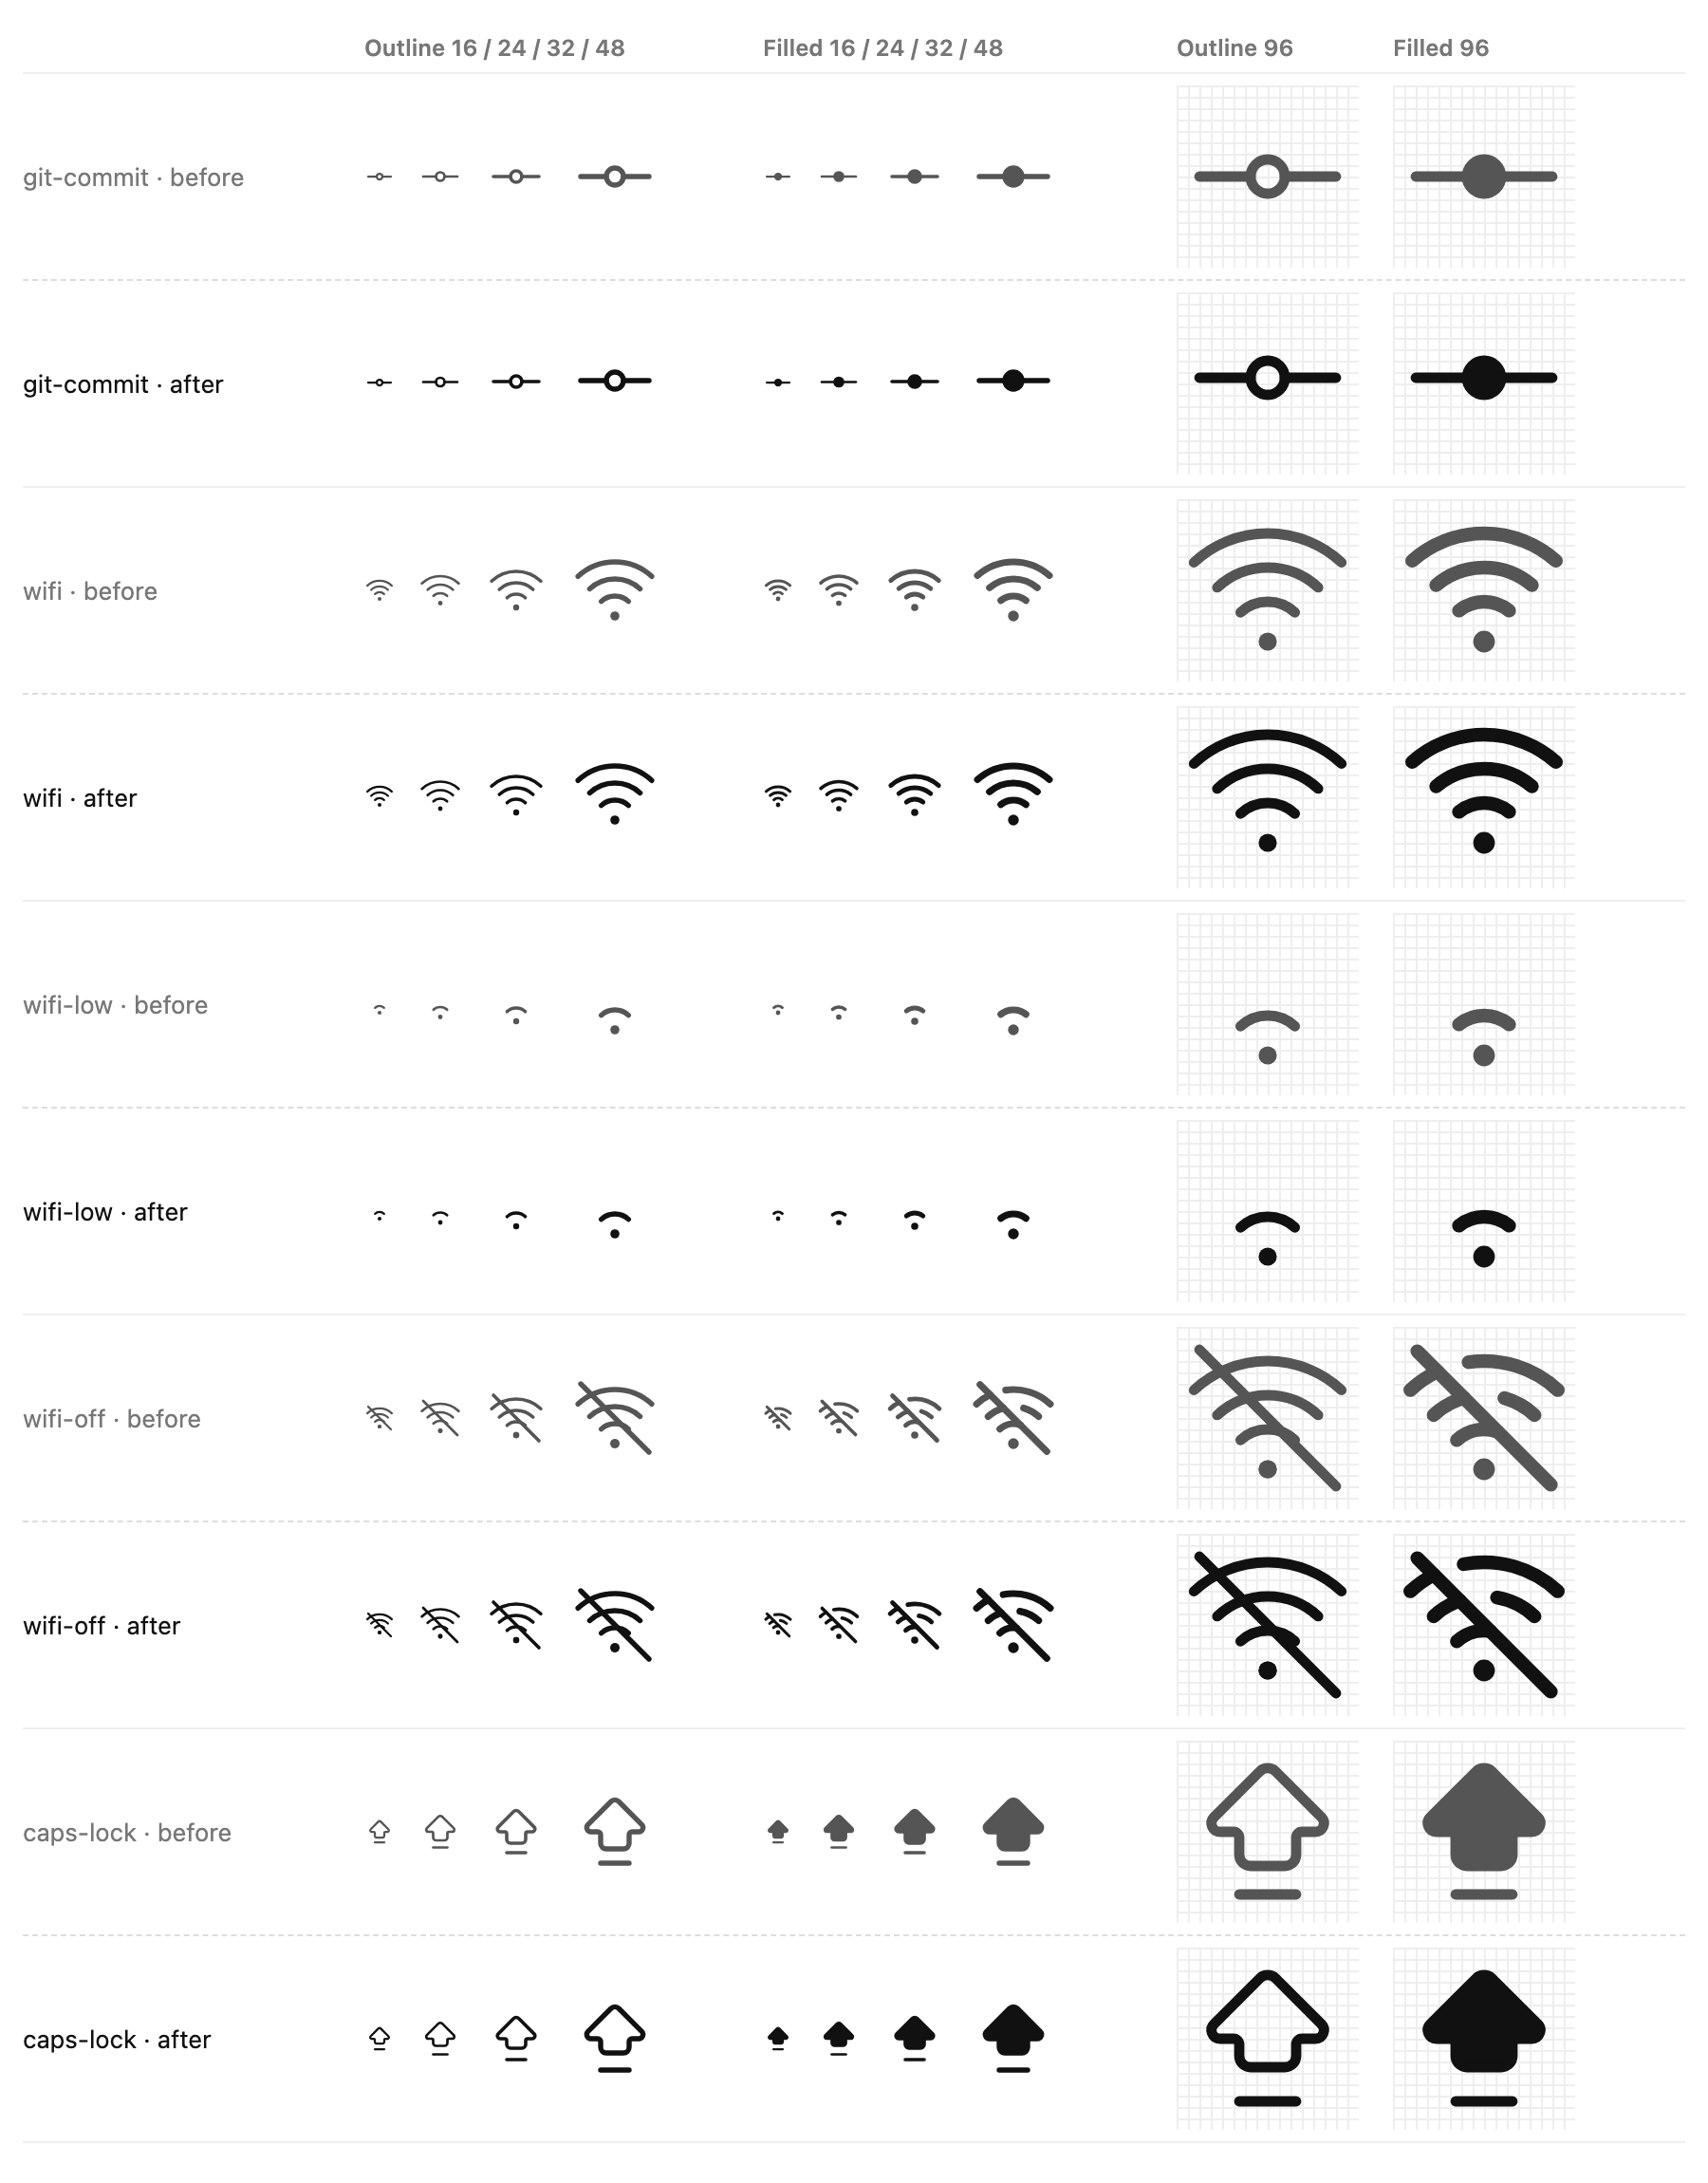 Outline 16 / 24 / 32 / 48 Filled 16 / 24 / 32 / 48 Outline 96 Filled 96
git-commit · before
git-commit · after
wifi · before
wifi · after
wifi-low · before
wifi-low · after
wifi-off · before
wifi-off · after
caps-lock · before
caps-lock · after